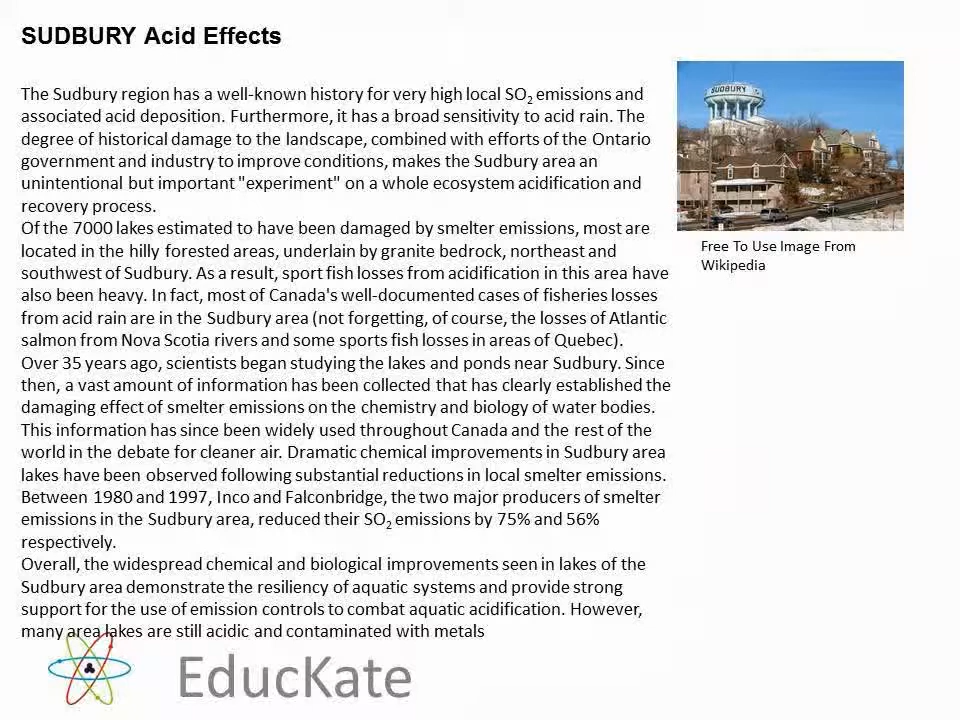 SUDBURY Acid Effects
The Sudbury region has a well-known history for very high local SO2 emissions and
associated acid deposition. Furthermore, it has a broad sensitivity to acid rain. The
degree of historical damage to the landscape, combined with efforts of the Ontario
government and industry to improve conditions, makes the Sudbury area an
unintentional but important "experiment" on a whole ecosystem acidification and
recovery process.
Of the 7000 lakes estimated to have been damaged by smelter emissions, most are
located in the hilly forested areas, underlain by granite bedrock, northeast and
southwest of Sudbury. As a result, sport fish losses from acidification in this area have
also been heavy. In fact, most of Canada's well-documented cases of fisheries losses
from acid rain are in the Sudbury area (not forgetting, of course, the losses of Atlantic
salmon from Nova Scotia rivers and some sports fish losses in areas of Quebec).
Over 35 years ago, scientists began studying the lakes and ponds near Sudbury. Since
then, a vast amount of information has been collected that has clearly established the
damaging effect of smelter emissions on the chemistry and biology of water bodies.
This information has since been widely used throughout Canada and the rest of the
world in the debate for cleaner air. Dramatic chemical improvements in Sudbury area
lakes have been observed following substantial reductions in local smelter emissions.
Between 1980 and 1997, Inco and Falconbridge, the two major producers of smelter
emissions in the Sudbury area, reduced their SO2 emissions by 75% and 56%
respectively.
Overall, the widespread chemical and biological improvements seen in lakes of the
Sudbury area demonstrate the resiliency of aquatic systems and provide strong
support for the use of emission controls to combat aquatic acidification. However,
many area lakes are still acidic and contaminated with metals
SUDBURY
Free To Use Image From
Wikipedia
EducKate